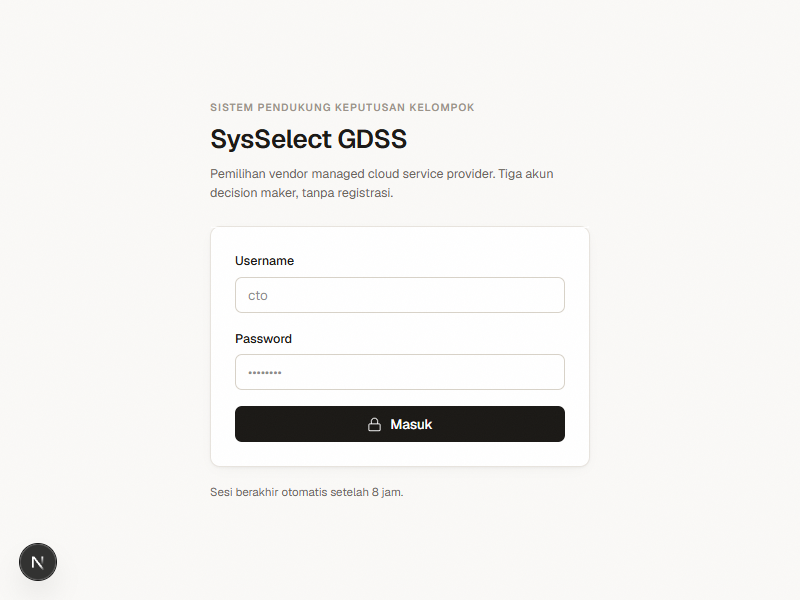 SISTEM PENDUKUNG KEPUTUSAN KELOMPOK
SysSelect GDSS
Pemilihan vendor managed cloud service provider. Tiga akun
decision maker, tanpa registrasi.
Username
cto
Password
••••••••
Masuk
Sesi berakhir otomatis setelah 8 jam.
N